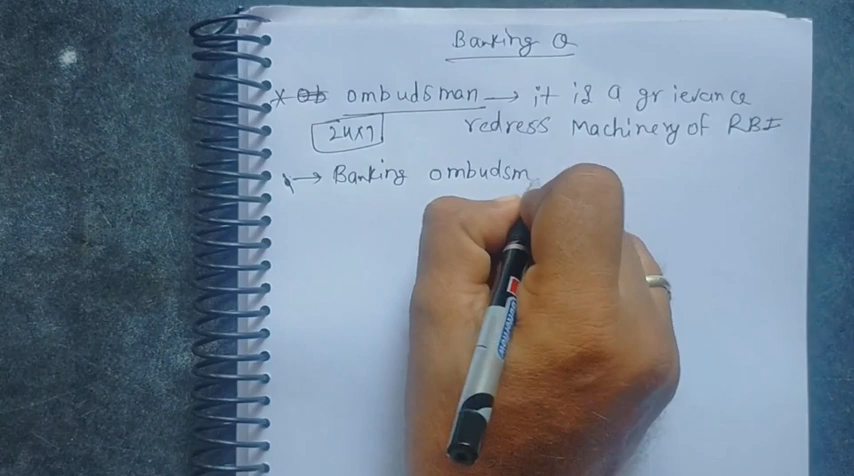 Banking O
x ombudsman → it is a grievance
redress Machinery of RBI
24x7
→ Banking ombudsm